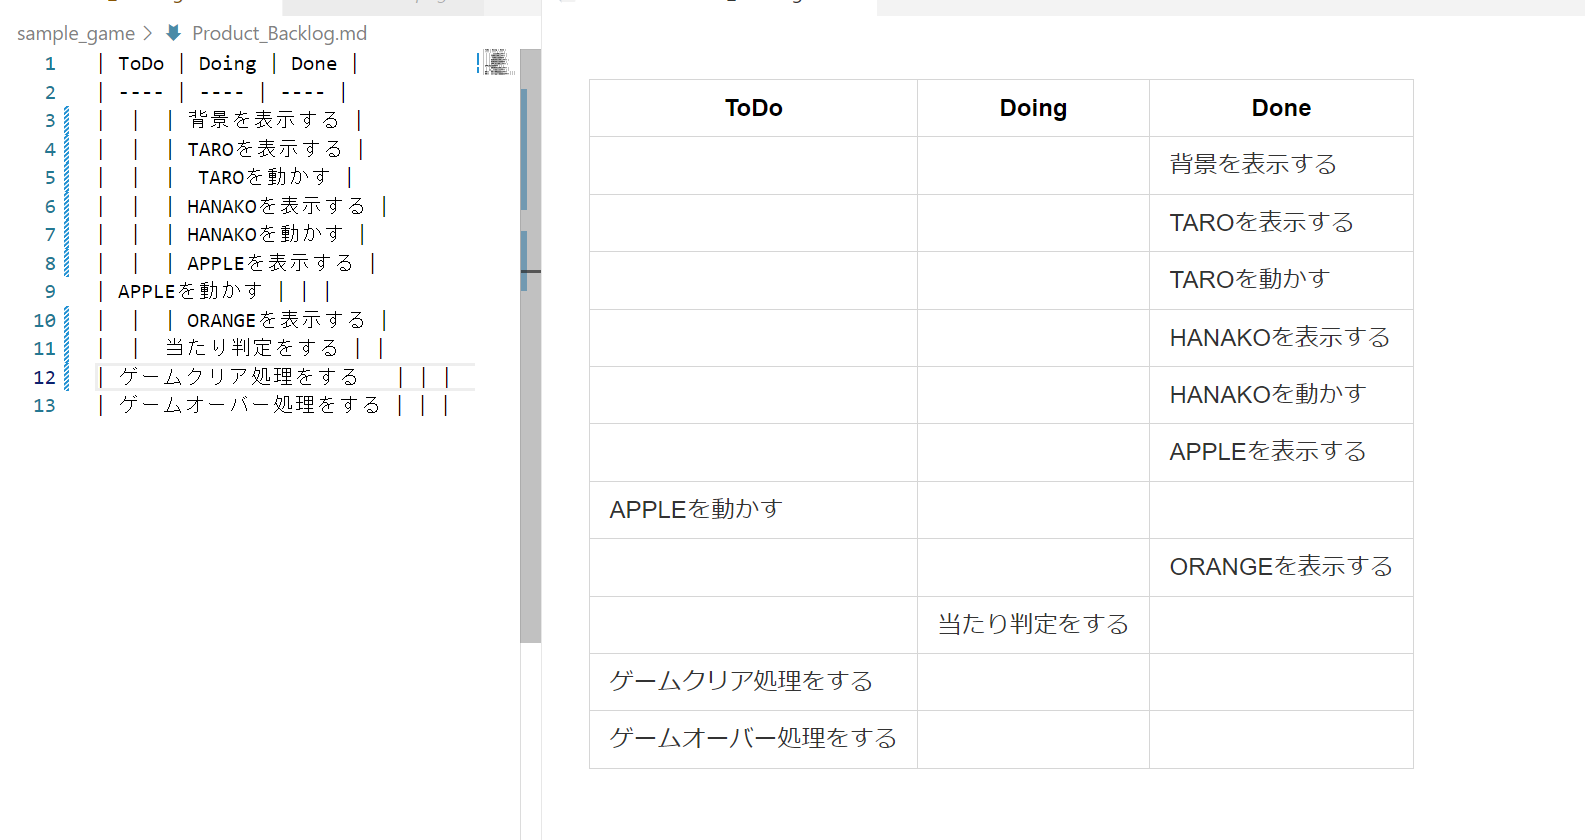 sample_game > Product_Backlog.md
1 | ToDo | Doing | Done |
2 | ---- | ---- | ---- |
3 | | | 背景を表示する |
4 | | | TAROを表示する |
5 | | | TAROを動かす |
6 | | | HANAKOを表示する |
7 | | | HANAKOを動かす |
8 | | | APPLEを表示する |
9 | APPLEを動かす | | |
10 | | | ORANGEを表示する |
11 | | 当たり判定をする | |
12 | ゲームクリア処理をする | | |
13 | ゲームオーバー処理をする | | |
ToDo Doing Done
背景を表示する
TAROを表示する
TAROを動かす
HANAKOを表示する
HANAKOを動かす
APPLEを表示する
APPLEを動かす
ORANGEを表示する
当たり判定をする
ゲームクリア処理をする
ゲームオーバー処理をする